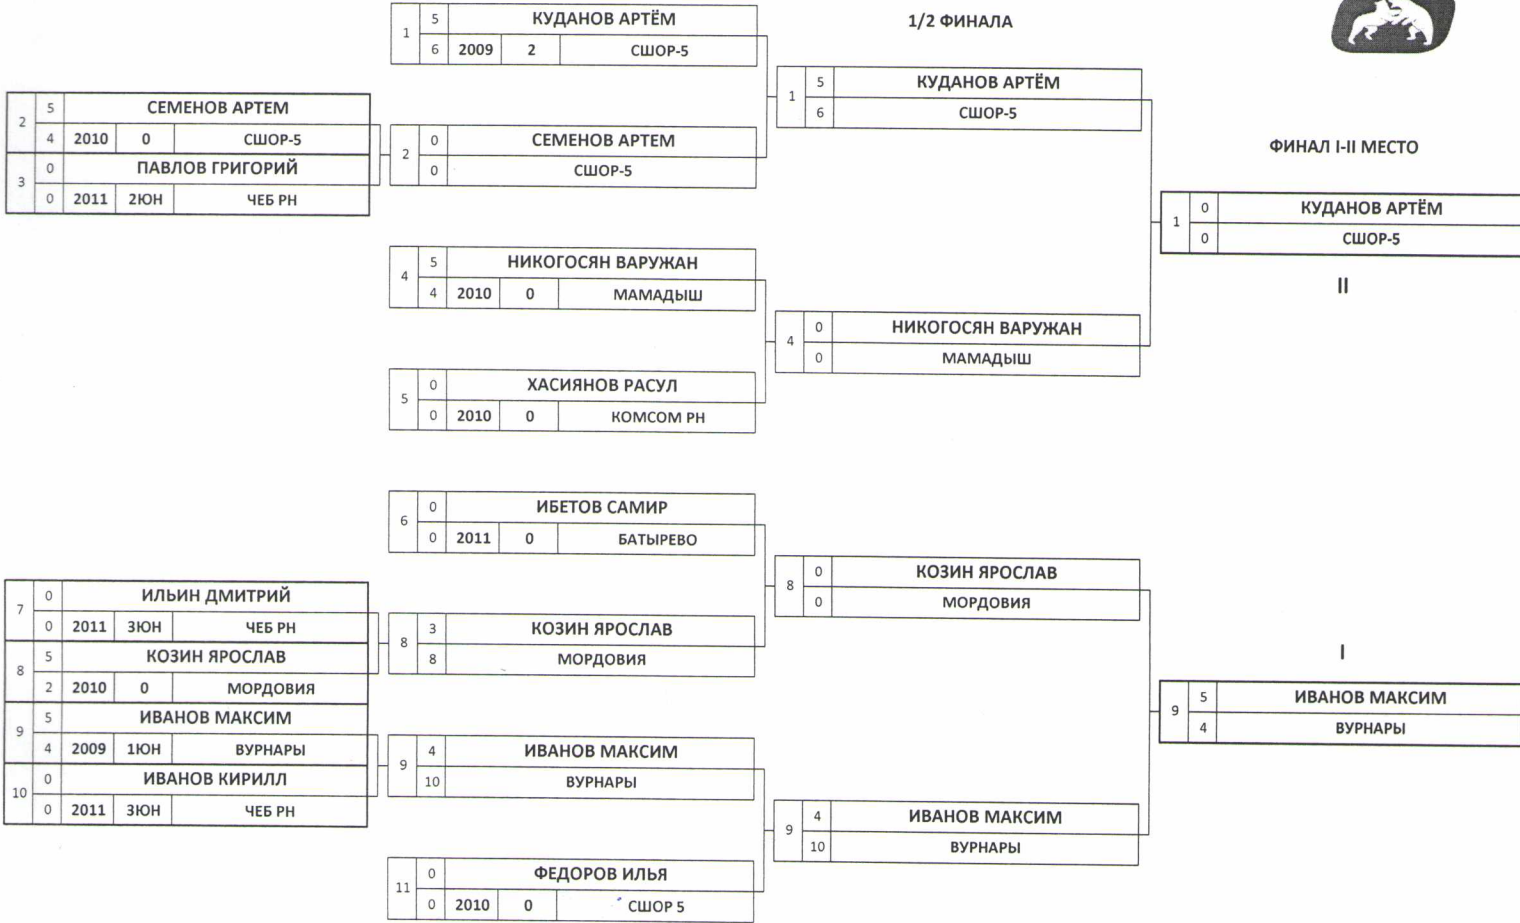 1 5 КУДАНОВ АРТЁМ
6 2009 2 СШОР-5
2 5 СЕМЕНОВ АРТЕМ
4 2010 0 СШОР-5
3 0 ПАВЛОВ ГРИГОРИЙ
0 2011 2ЮН ЧЕБ РН
2 0 СЕМЕНОВ АРТЕМ
0 СШОР-5
4 5 НИКОГОСЯН ВАРУЖАН
4 2010 0 МАМАДЫШ
5 0 ХАСИЯНОВ РАСУЛ
0 2010 0 КОМСОМ РН
6 0 ИБЕТОВ САМИР
0 2011 0 БАТЫРЕВО
7 0 ИЛЬИН ДМИТРИЙ
0 2011 3ЮН ЧЕБ РН
8 5 КОЗИН ЯРОСЛАВ
2 2010 0 МОРДОВИЯ
9 5 ИВАНОВ МАКСИМ
4 2009 1ЮН ВУРНАРЫ
10 0 ИВАНОВ КИРИЛЛ
0 2011 3ЮН ЧЕБ РН
8 3 КОЗИН ЯРОСЛАВ
8 МОРДОВИЯ
9 4 ИВАНОВ МАКСИМ
10 ВУРНАРЫ
11 0 ФЕДОРОВ ИЛЬЯ
0 2010 0 СШОР 5
1/2 ФИНАЛА
1 5 КУДАНОВ АРТЁМ
6 СШОР-5
4 0 НИКОГОСЯН ВАРУЖАН
0 МАМАДЫШ
8 0 КОЗИН ЯРОСЛАВ
0 МОРДОВИЯ
9 4 ИВАНОВ МАКСИМ
10 ВУРНАРЫ
ФИНАЛ I-II МЕСТО
1 0 КУДАНОВ АРТЁМ
0 СШОР-5
II
I
9 5 ИВАНОВ МАКСИМ
4 ВУРНАРЫ